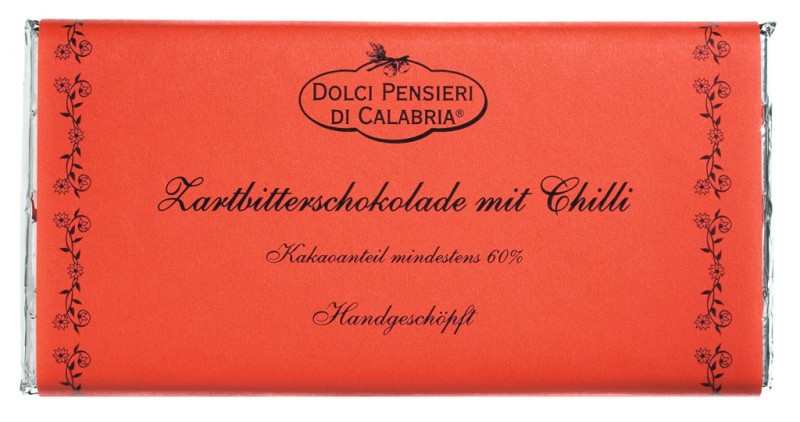 DOLCI PENSIERI
DI CALABRIA®
Zartbitterschokolade mit Chilli
Kakaoanteil mindestens 60%
Handgeschöpft